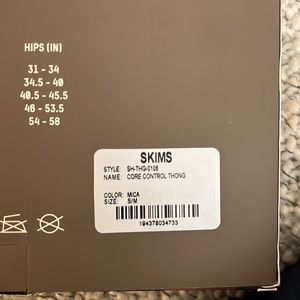 HIPS (IN)
31 - 34
34.5 - 40
40.5 - 45.5
46 - 53.5
54 - 58
SKIMS
STYLE: SH-THG-0108
NAME: CORE CONTROL THONG
COLOR: MICA
SIZE: S/M
194378034733